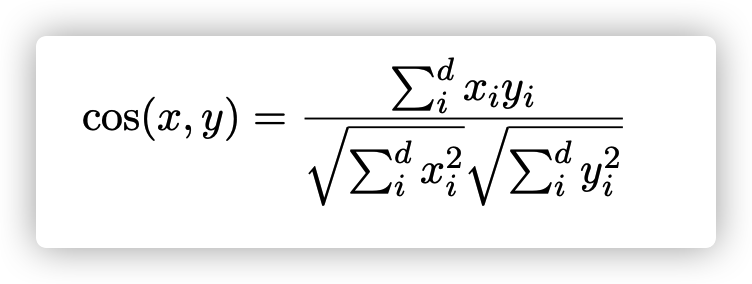 cos(x, y) = \frac{\sum_i^d x_i y_i}{\sqrt{\sum_i^d x_i^2} \sqrt{\sum_i^d y_i^2}}